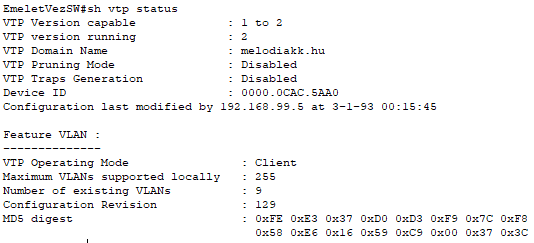 EmeletVezSW#sh vtp status
VTP Version capable : 1 to 2
VTP version running : 2
VTP Domain Name : melodiakk.hu
VTP Pruning Mode : Disabled
VTP Traps Generation : Disabled
Device ID : 0000.0CAC.5AA0
Configuration last modified by 192.168.99.5 at 3-1-93 00:15:45
Feature VLAN :
--------------
VTP Operating Mode : Client
Maximum VLANs supported locally : 255
Number of existing VLANs : 9
Configuration Revision : 129
MD5 digest : 0xFE 0xE3 0x37 0xD0 0xD3 0xF9 0x7C 0xF8
0x58 0xE6 0x16 0x59 0xC9 0x00 0x37 0x3C